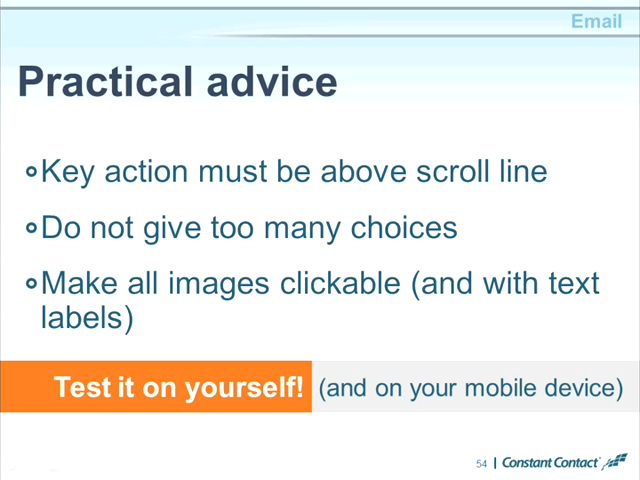 Email
Practical advice
Key action must be above scroll line
Do not give too many choices
Make all images clickable (and with text
labels)
Test it on yourself! (and on your mobile device)
54 | Constant Contact